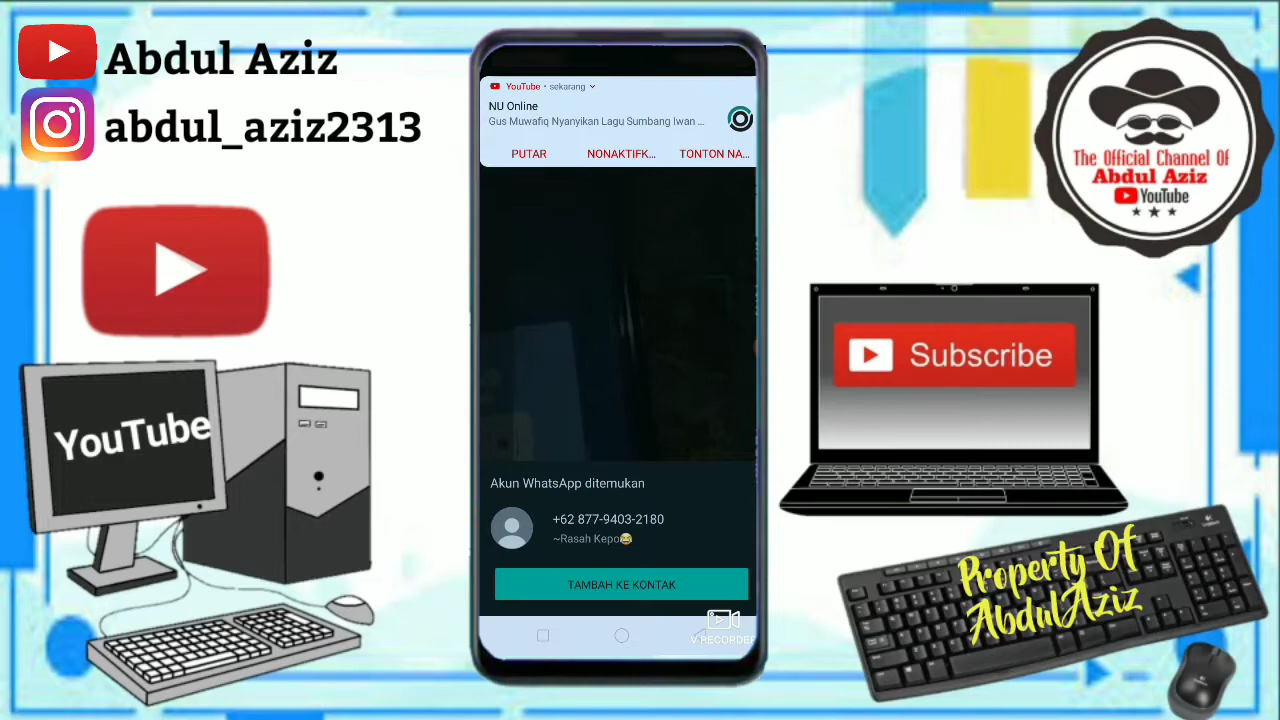 Abdul Aziz
abdul_aziz2313
YouTube • sekarang
NU Online
Gus Muwafiq Nyanyikan Lagu Sumbang Iwan ...
PUTAR NONAKTIFK... TONTON NA...
The Official Channel Of
Abdul Aziz
YouTube
Subscribe
YouTube
Akun WhatsApp ditemukan
+62 877-9403-2180
~Rasah Kepo😂
TAMBAH KE KONTAK
V RECORDER
Property Of
AbdulAziz
Logitech